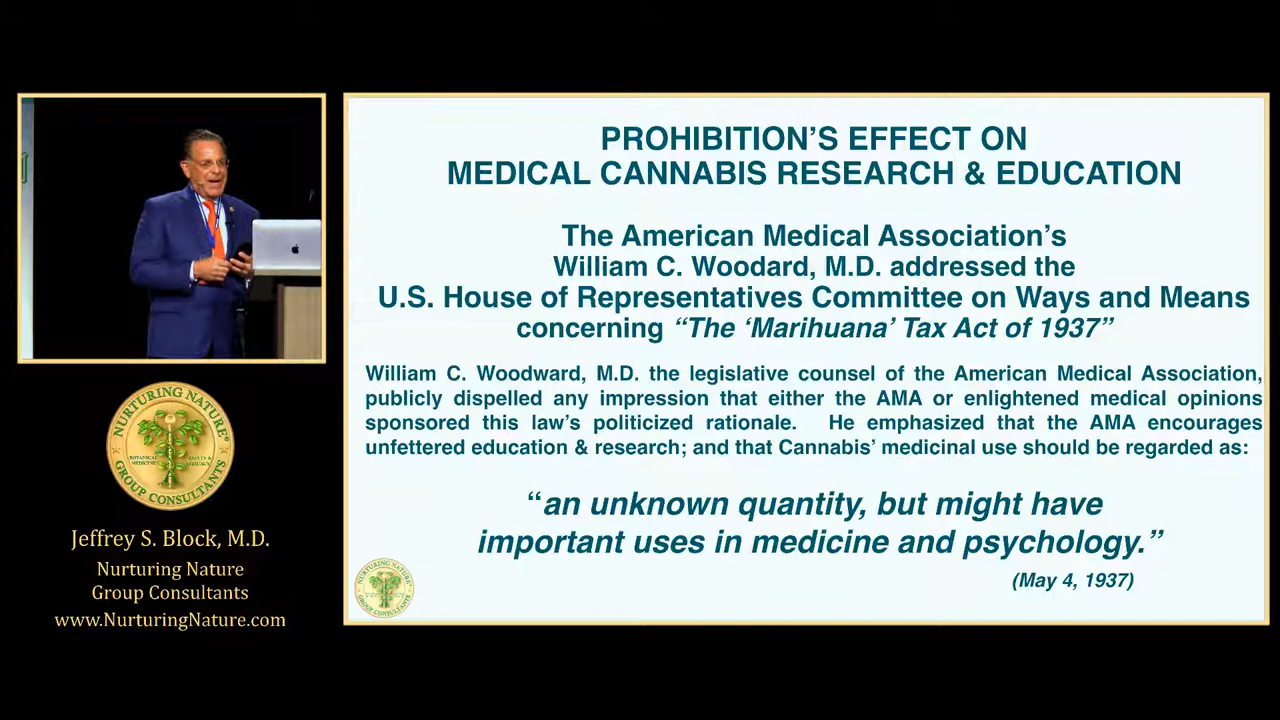 PROHIBITION'S EFFECT ON
MEDICAL CANNABIS RESEARCH & EDUCATION
The American Medical Association's
William C. Woodard, M.D. addressed the
U.S. House of Representatives Committee on Ways and Means
concerning “The ‘Marihuana’ Tax Act of 1937”
William C. Woodward, M.D. the legislative counsel of the American Medical Association,
publicly dispelled any impression that either the AMA or enlightened medical opinions
sponsored this law's politicized rationale. He emphasized that the AMA encourages
unfettered education & research; and that Cannabis' medicinal use should be regarded as:
“an unknown quantity, but might have
important uses in medicine and psychology.”
(May 4, 1937)
NURTURING NATURE®
GROUP CONSULTANTS
Jeffrey S. Block, M.D.
Nurturing Nature
Group Consultants
www.NurturingNature.com
NURTURING NATURE
GROUP CONSULTANTS